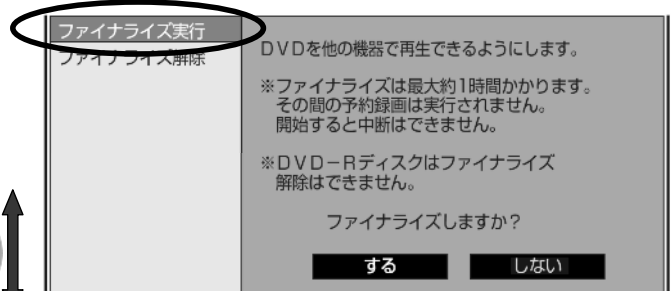 ファイナライズ実行
ファイナライズ解除
DVDを他の機器で再生できるようにします。
※ファイナライズは最大約1時間かかります。
その間の予約録画は実行されません。
開始すると中断はできません。
※DVD-Rディスクはファイナライズ
解除はできません。
ファイナライズしますか？
する
しない